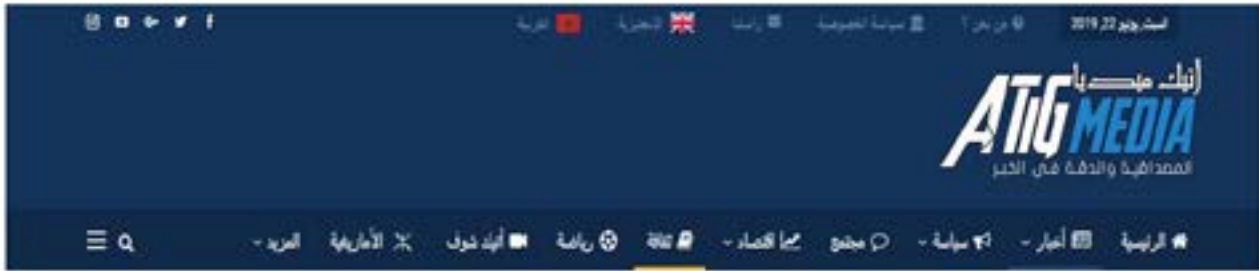 السبت, يونيو 22, 2019 من نحن ؟ سياسة الخصوصية راسلنا الإنجليزية العربية
أتيك ميديا
ATIG MEDIA
المصداقية والدقة في الخبر
الرئيسية أخبار سياسة مجتمع اقتصاد ثقافة رياضة أتيك شوف الأمازيغية المزيد